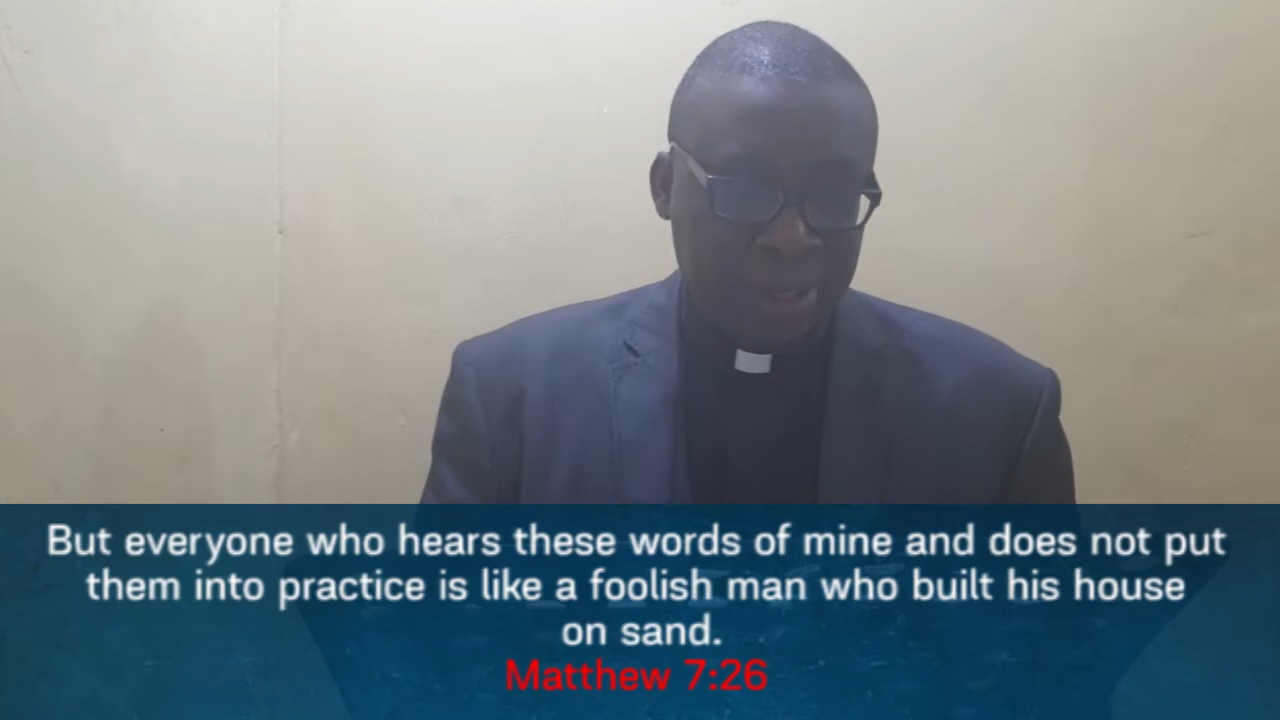 But everyone who hears these words of mine and does not put
them into practice is like a foolish man who built his house
on sand.
Matthew 7:26